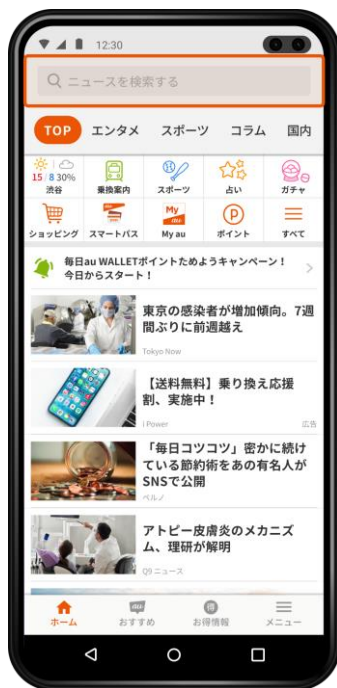 12:30
ニュースを検索する
TOP エンタメ スポーツ コラム 国内
15/8 30%
渋谷 乗換案内 スポーツ 占い ガチャ
My
au
P
ショッピング スマートパス My au ポイント すべて
毎日au WALLETポイントためようキャンペーン!
今日からスタート!
東京の感染者が増加傾向。7週
間ぶりに前週越え
Tokyo Now
【送料無料】乗り換え応援
割、実施中!
i Power 広告
「毎日コツコツ」密かに続け
ている節約術をあの有名人が
SNSで公開
ペルノ
アトピー皮膚炎のメカニズ
ム、理研が解明
Q9 ニュース
au
得
ホーム おすすめ お得情報 メニュー